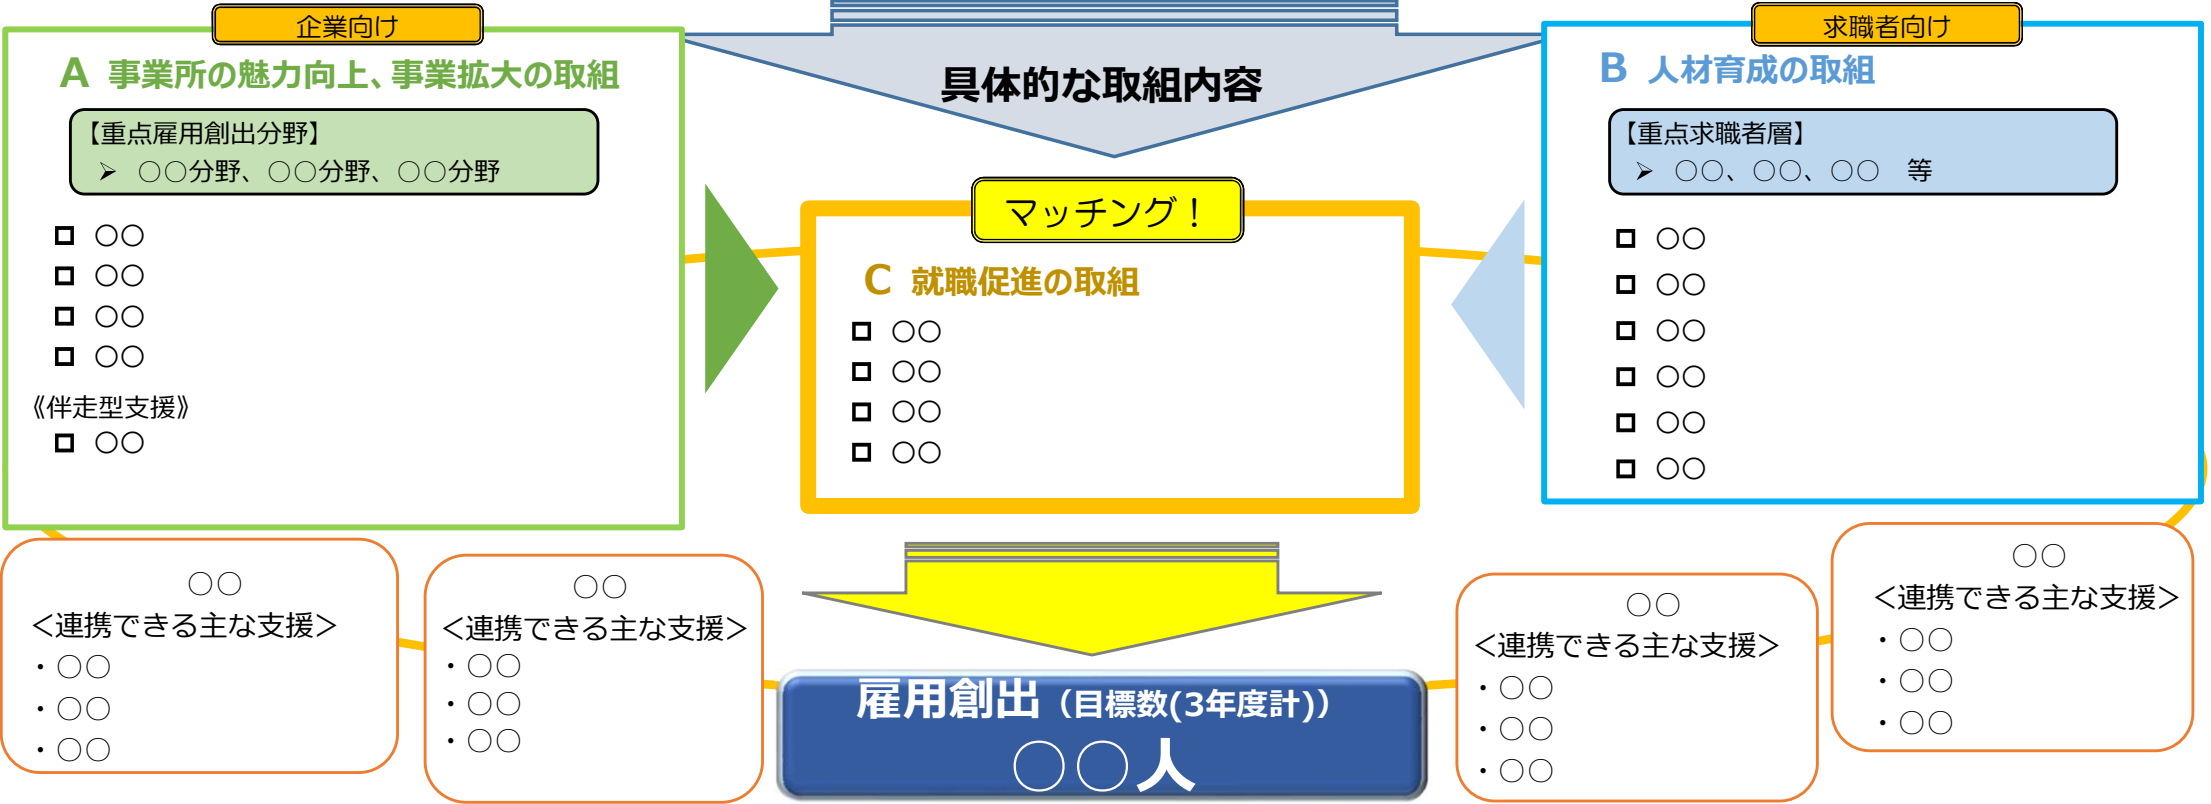 企業向け
A 事業所の魅力向上、事業拡大の取組
【重点雇用創出分野】
➢ ○○分野、○○分野、○○分野
○○
○○
○○
○○
《伴走型支援》
○○
具体的な取組内容
マッチング！
C 就職促進の取組
○○
○○
○○
○○
求職者向け
B 人材育成の取組
【重点求職者層】
➢ ○○、○○、○○　等
○○
○○
○○
○○
○○
○○
○○
＜連携できる主な支援＞
・○○
・○○
・○○
○○
＜連携できる主な支援＞
・○○
・○○
・○○
雇用創出（目標数(3年度計)）
○○人
○○
＜連携できる主な支援＞
・○○
・○○
・○○
○○
＜連携できる主な支援＞
・○○
・○○
・○○